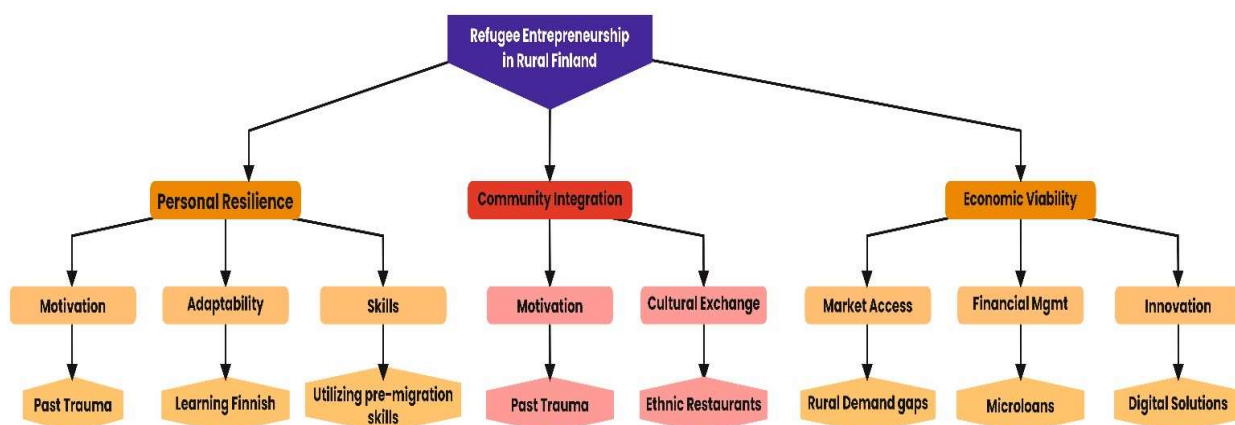 Refugee Entrepreneurship
in Rural Finland
Personal Resilience
Community Integration
Economic Viability
Motivation
Adaptability
Skills
Motivation
Cultural Exchange
Market Access
Financial Mgmt
Innovation
Past Trauma
Learning Finnish
Utilizing pre-migration
skills
Past Trauma
Ethnic Restaurants
Rural Demand gaps
Microloans
Digital Solutions